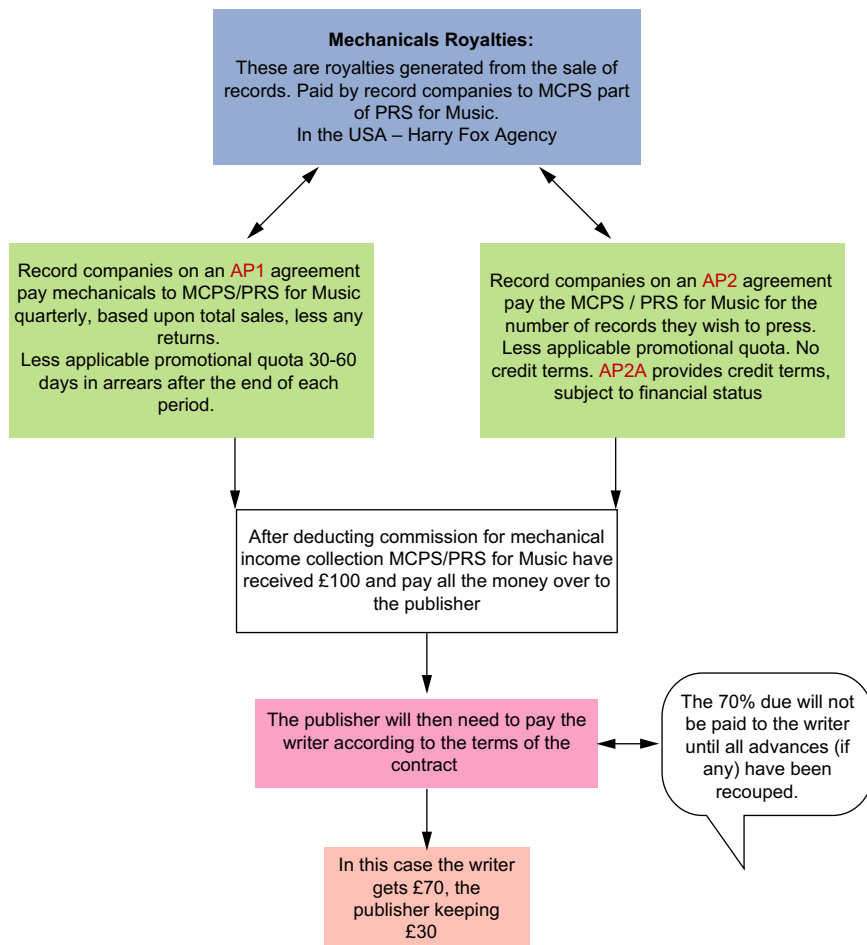 Mechanicals Royalties:
These are royalties generated from the sale of
records. Paid by record companies to MCPS part
of PRS for Music.
In the USA – Harry Fox Agency
Record companies on an AP1 agreement
pay mechanicals to MCPS/PRS for Music
quarterly, based upon total sales, less any
returns.
Less applicable promotional quota 30-60
days in arrears after the end of each
period.
Record companies on an AP2 agreement
pay the MCPS / PRS for Music for the
number of records they wish to press.
Less applicable promotional quota. No
credit terms. AP2A provides credit terms,
subject to financial status
After deducting commission for mechanical
income collection MCPS/PRS for Music have
received £100 and pay all the money over to
the publisher
The publisher will then need to pay the
writer according to the terms of the
contract
The 70% due will not
be paid to the writer
until all advances (if
any) have been
recouped.
In this case the writer
gets £70, the
publisher keeping
£30